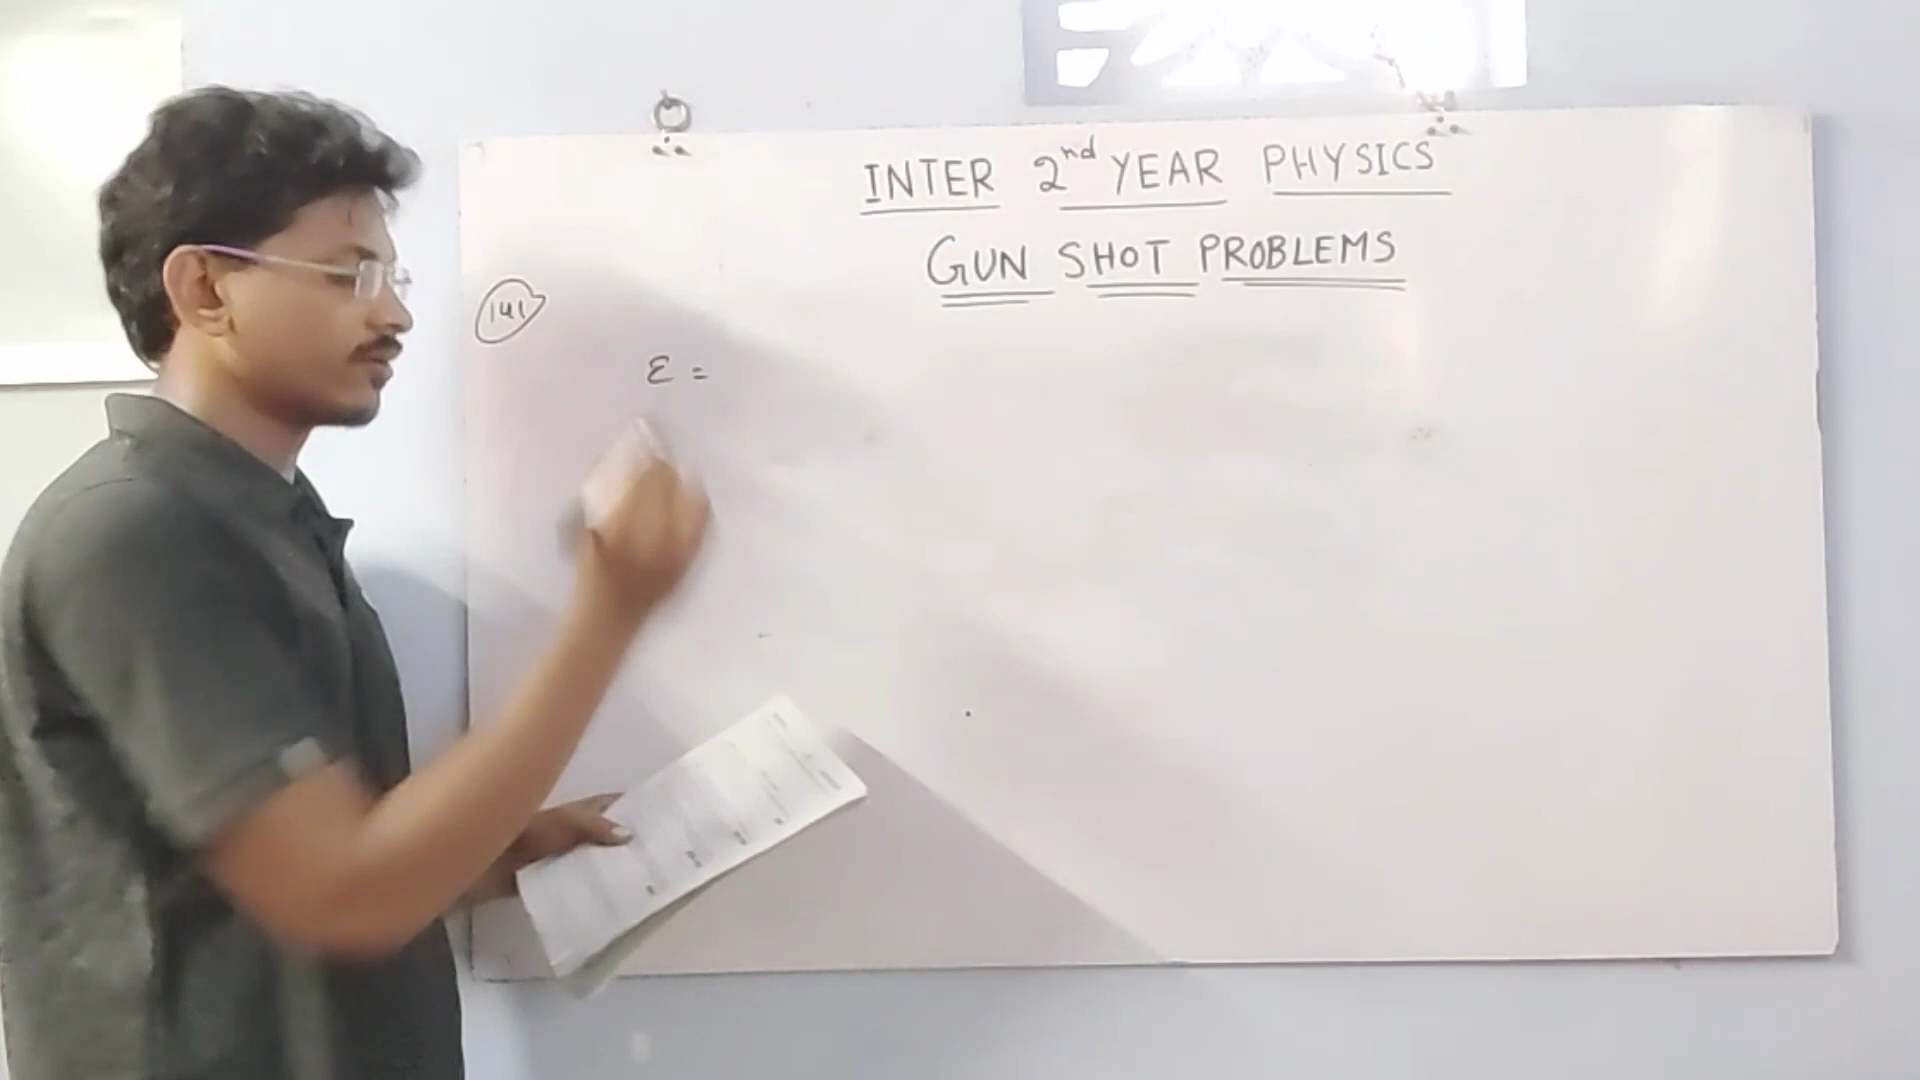 INTER 2nd YEAR PHYSICS
GUN SHOT PROBLEMS
141
ε =